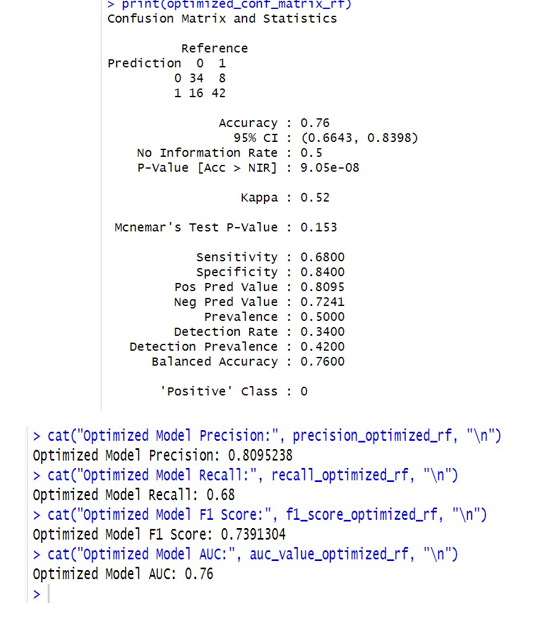 > print(optimized_conf_matrix_rf)
Confusion Matrix and Statistics
Reference
Prediction 0 1
0 34 8
1 16 42
Accuracy : 0.76
95% CI : (0.6643, 0.8398)
No Information Rate : 0.5
P-Value [Acc > NIR] : 9.05e-08
Kappa : 0.52
Mcnemar's Test P-Value : 0.153
Sensitivity : 0.6800
Specificity : 0.8400
Pos Pred Value : 0.8095
Neg Pred Value : 0.7241
Prevalence : 0.5000
Detection Rate : 0.3400
Detection Prevalence : 0.4200
Balanced Accuracy : 0.7600
'Positive' Class : 0
> cat("Optimized Model Precision:", precision_optimized_rf, "\n")
Optimized Model Precision: 0.8095238
> cat("Optimized Model Recall:", recall_optimized_rf, "\n")
Optimized Model Recall: 0.68
> cat("Optimized Model F1 Score:", f1_score_optimized_rf, "\n")
Optimized Model F1 Score: 0.7391304
> cat("Optimized Model AUC:", auc_value_optimized_rf, "\n")
Optimized Model AUC: 0.76
>